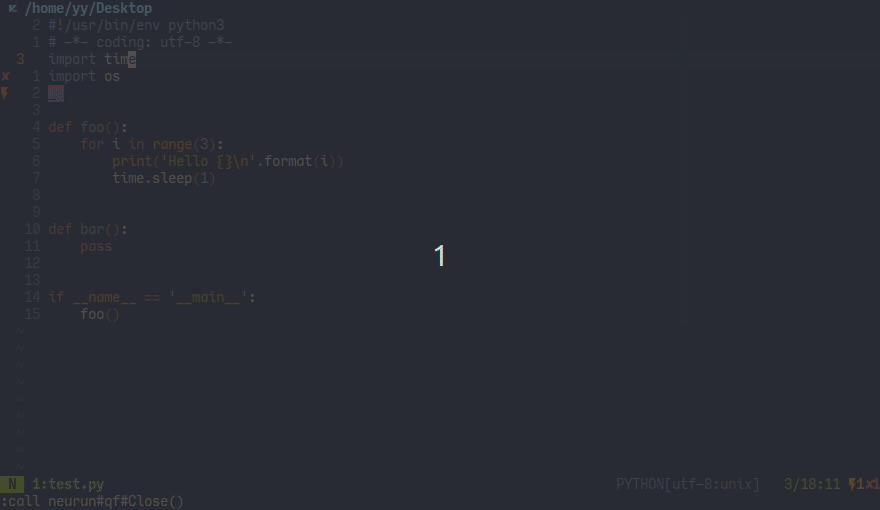 /home/yy/Desktop
2 #!/usr/bin/env python3
1 # -*- coding: utf-8 -*-
3 import time
1 import os
2
3
4 def foo():
5     for i in range(3):
6         print('Hello {}\n'.format(i))
7         time.sleep(1)
8
9
10 def bar():
11     pass
12
13
14 if __name__ == '__main__':
15     foo()
~
~
~
~
~
~
~
~
~
1
N 1:test.py PYTHON[utf-8:unix] 3/18:11 1 1
:call neurun#qf#Close()